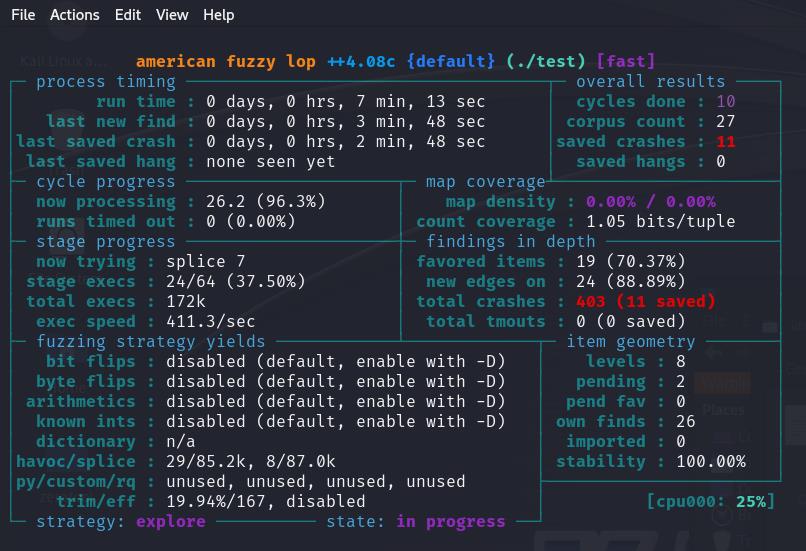 File Actions Edit View Help
american fuzzy lop ++4.08c {default} (./test) [fast]
process timing overall results
run time : 0 days, 0 hrs, 7 min, 13 sec cycles done : 10
last new find : 0 days, 0 hrs, 3 min, 48 sec corpus count : 27
last saved crash : 0 days, 0 hrs, 2 min, 48 sec saved crashes : 11
last saved hang : none seen yet saved hangs : 0
cycle progress map coverage
now processing : 26.2 (96.3%) map density : 0.00% / 0.00%
runs timed out : 0 (0.00%) count coverage : 1.05 bits/tuple
stage progress findings in depth
now trying : splice 7 favored items : 19 (70.37%)
stage execs : 24/64 (37.50%) new edges on : 24 (88.89%)
total execs : 172k total crashes : 403 (11 saved)
exec speed : 411.3/sec total tmouts : 0 (0 saved)
fuzzing strategy yields item geometry
bit flips : disabled (default, enable with -D) levels : 8
byte flips : disabled (default, enable with -D) pending : 2
arithmetics : disabled (default, enable with -D) pend fav : 0
known ints : disabled (default, enable with -D) own finds : 26
dictionary : n/a imported : 0
havoc/splice : 29/85.2k, 8/87.0k stability : 100.00%
py/custom/rq : unused, unused, unused, unused
trim/eff : 19.94%/167, disabled [cpu000: 25%]
strategy: explore state: in progress
Kali Linux a...
Places